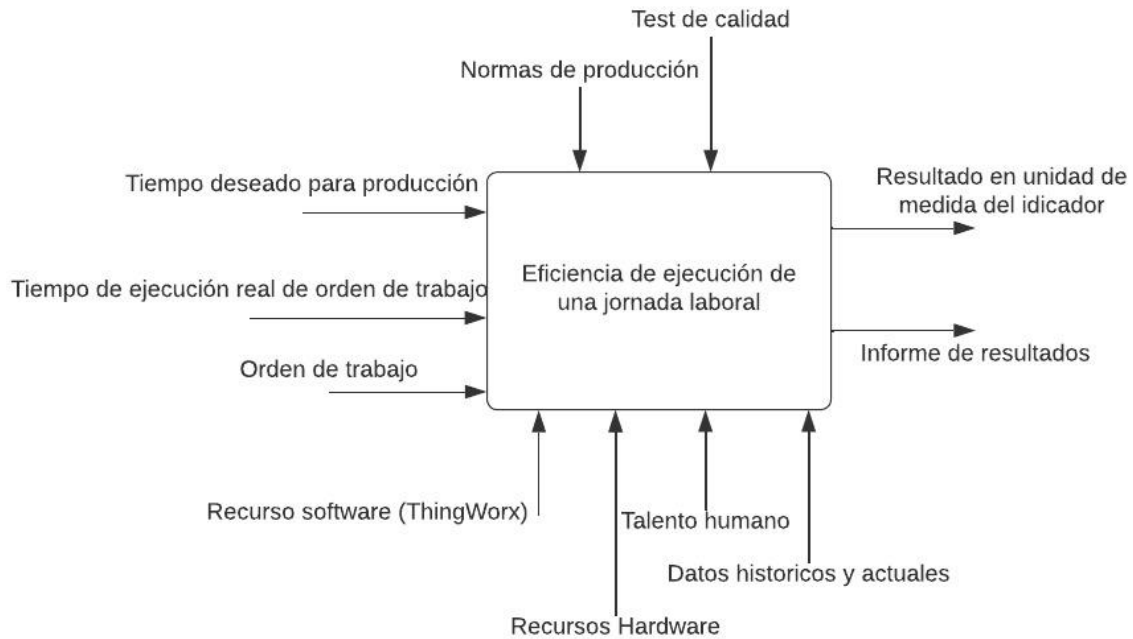 Test de calidad
Normas de producción
Tiempo deseado para producción
Resultado en unidad de
medida del idicador
Tiempo de ejecución real de orden de trabajo
Eficiencia de ejecución de
una jornada laboral
Orden de trabajo
Informe de resultados
Recurso software (ThingWorx)
Talento humano
Datos historicos y actuales
Recursos Hardware